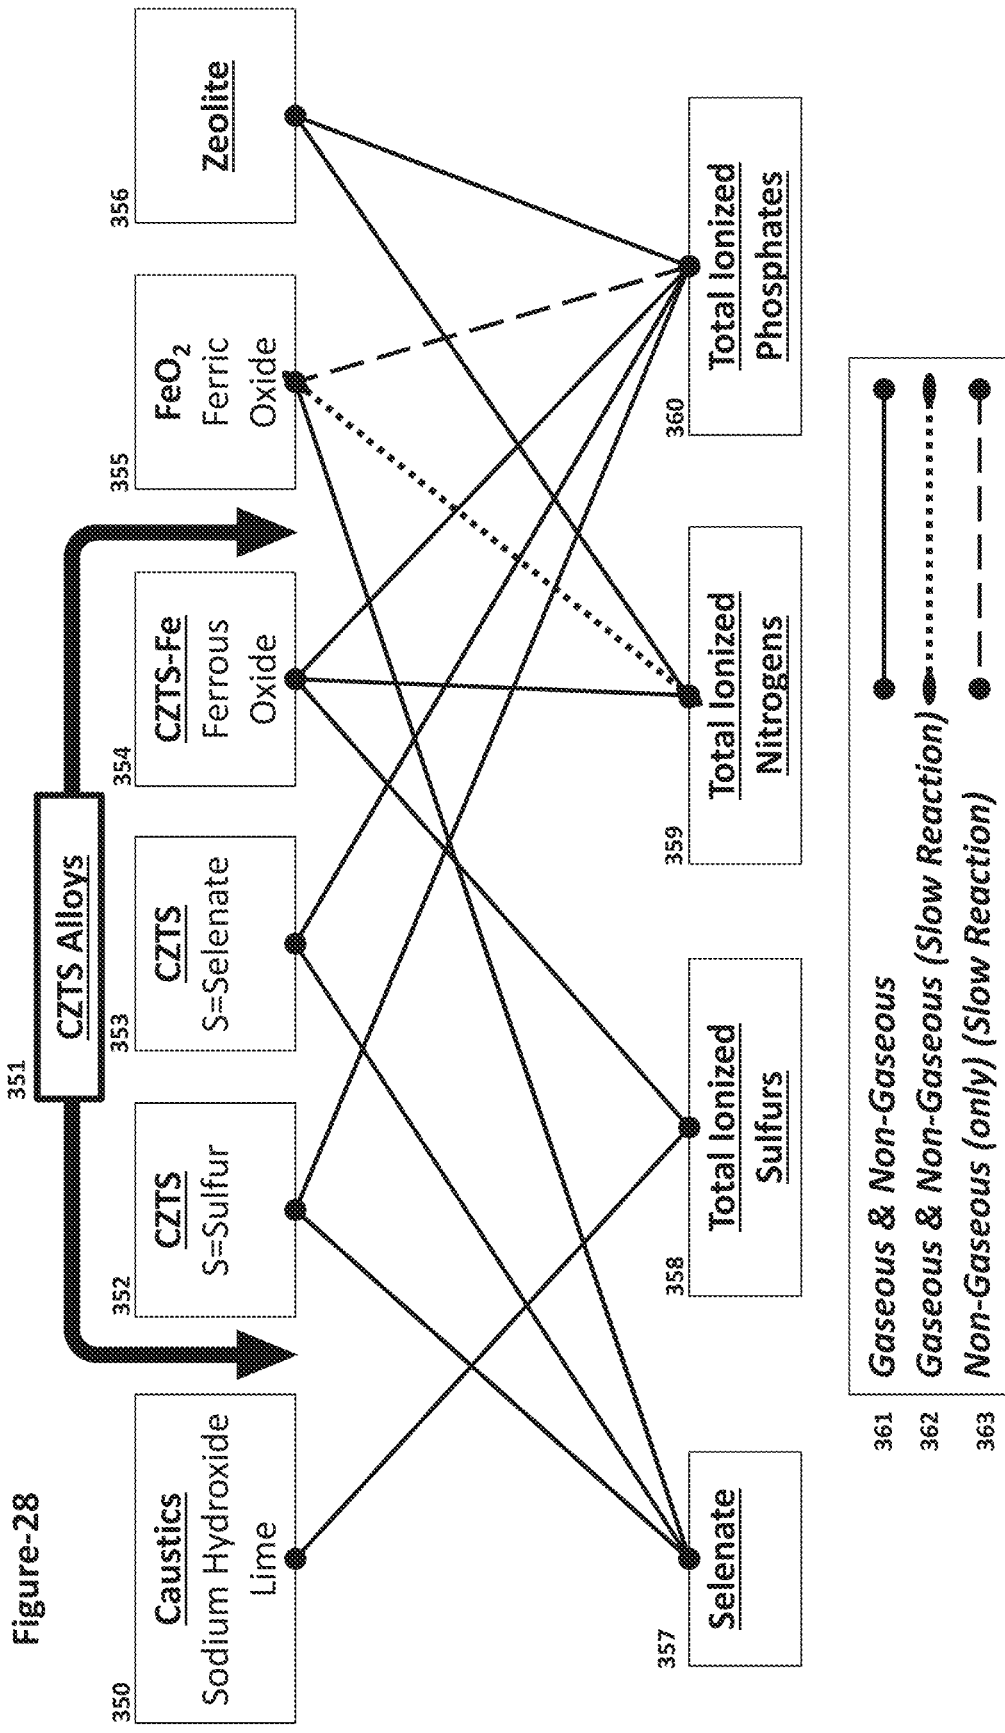 Figure-28
351
CZTS Alloys
350
Caustics
Sodium Hydroxide
Lime
352
CZTS
S=Sulfur
353
CZTS
S=Selenate
354
CZTS-Fe
Ferrous
Oxide
355
FeO2
Ferric
Oxide
356
Zeolite
357
Selenate
358
Total Ionized
Sulfurs
359
Total Ionized
Nitrogens
360
Total Ionized
Phosphates
361 Gaseous & Non-Gaseous
362 Gaseous & Non-Gaseous (Slow Reaction)
363 Non-Gaseous (only) (Slow Reaction)